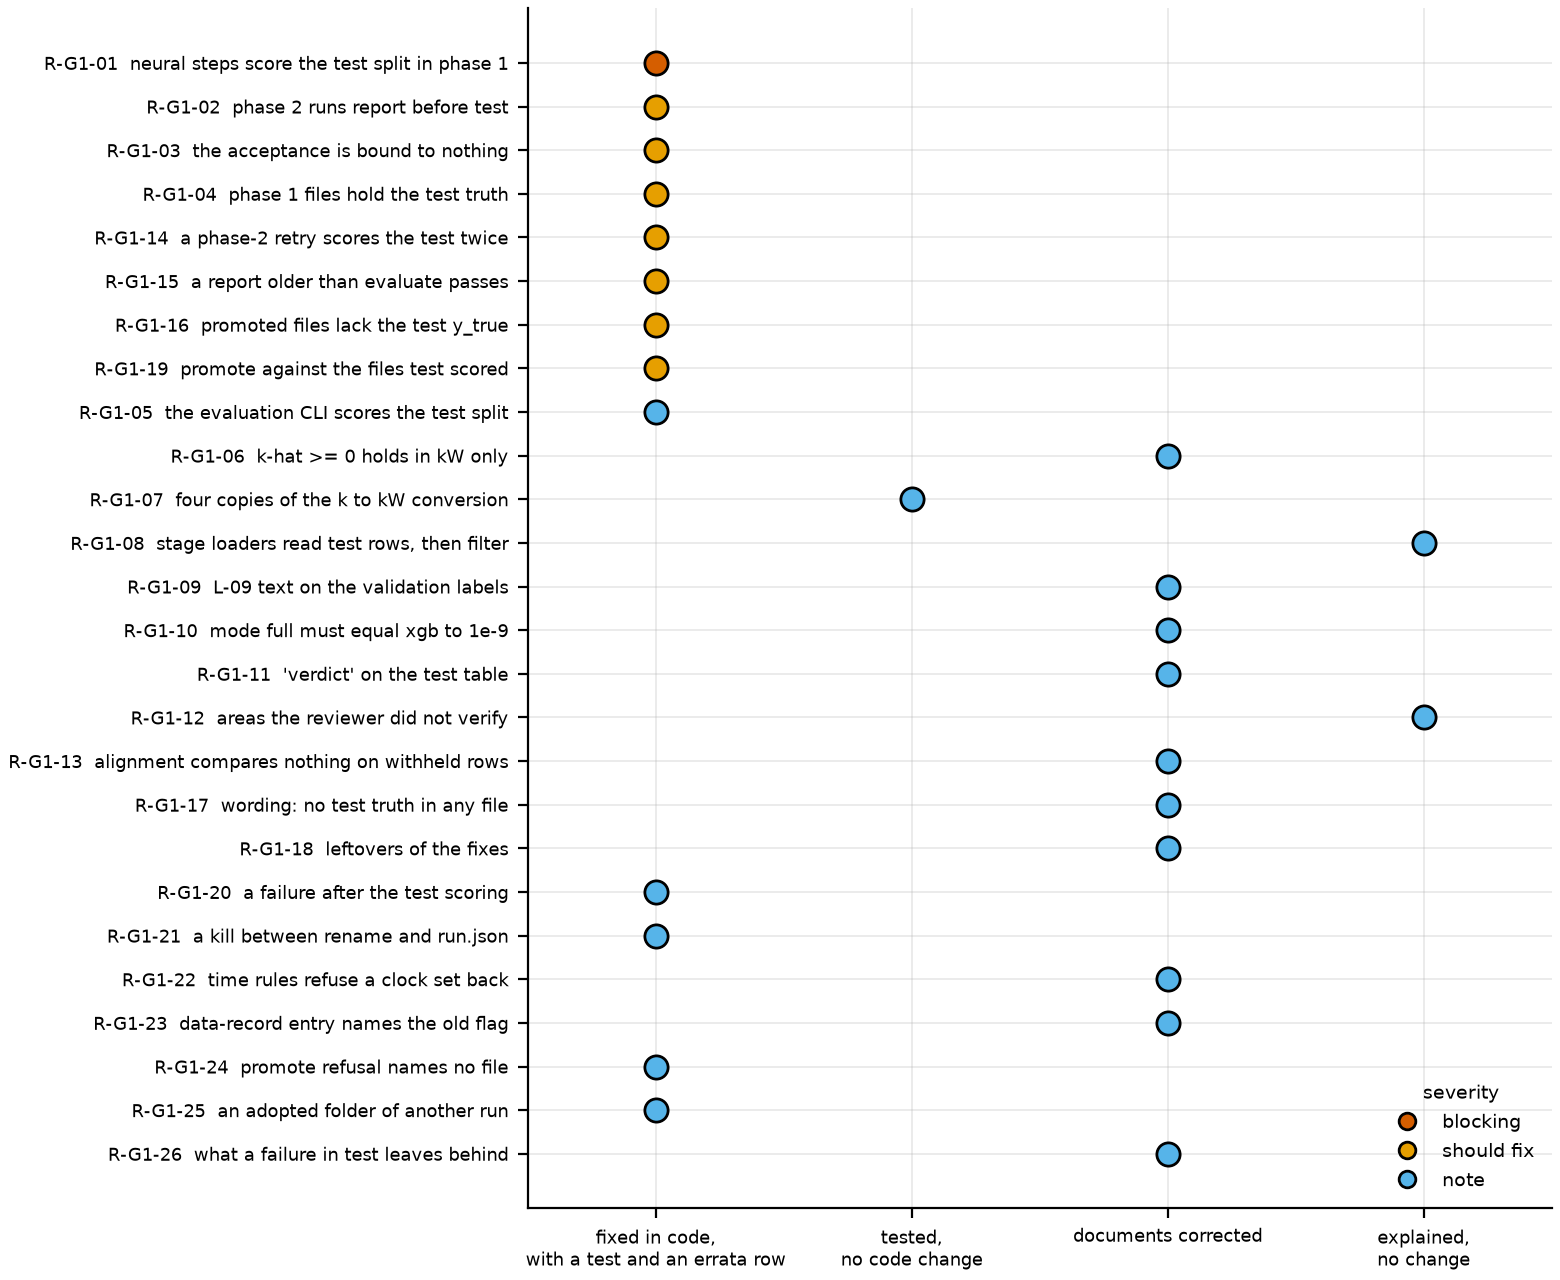 R-G1-01  neural steps score the test split in phase 1
R-G1-02  phase 2 runs report before test
R-G1-03  the acceptance is bound to nothing
R-G1-04  phase 1 files hold the test truth
R-G1-14  a phase-2 retry scores the test twice
R-G1-15  a report older than evaluate passes
R-G1-16  promoted files lack the test y_true
R-G1-19  promote against the files test scored
R-G1-05  the evaluation CLI scores the test split
R-G1-06  k-hat >= 0 holds in kW only
R-G1-07  four copies of the k to kW conversion
R-G1-08  stage loaders read test rows, then filter
R-G1-09  L-09 text on the validation labels
R-G1-10  mode full must equal xgb to 1e-9
R-G1-11  'verdict' on the test table
R-G1-12  areas the reviewer did not verify
R-G1-13  alignment compares nothing on withheld rows
R-G1-17  wording: no test truth in any file
R-G1-18  leftovers of the fixes
R-G1-20  a failure after the test scoring
R-G1-21  a kill between rename and run.json
R-G1-22  time rules refuse a clock set back
R-G1-23  data-record entry names the old flag
R-G1-24  promote refusal names no file
R-G1-25  an adopted folder of another run
R-G1-26  what a failure in test leaves behind
severity
blocking
should fix
note
fixed in code,
with a test and an errata row
tested,
no code change
documents corrected
explained,
no change